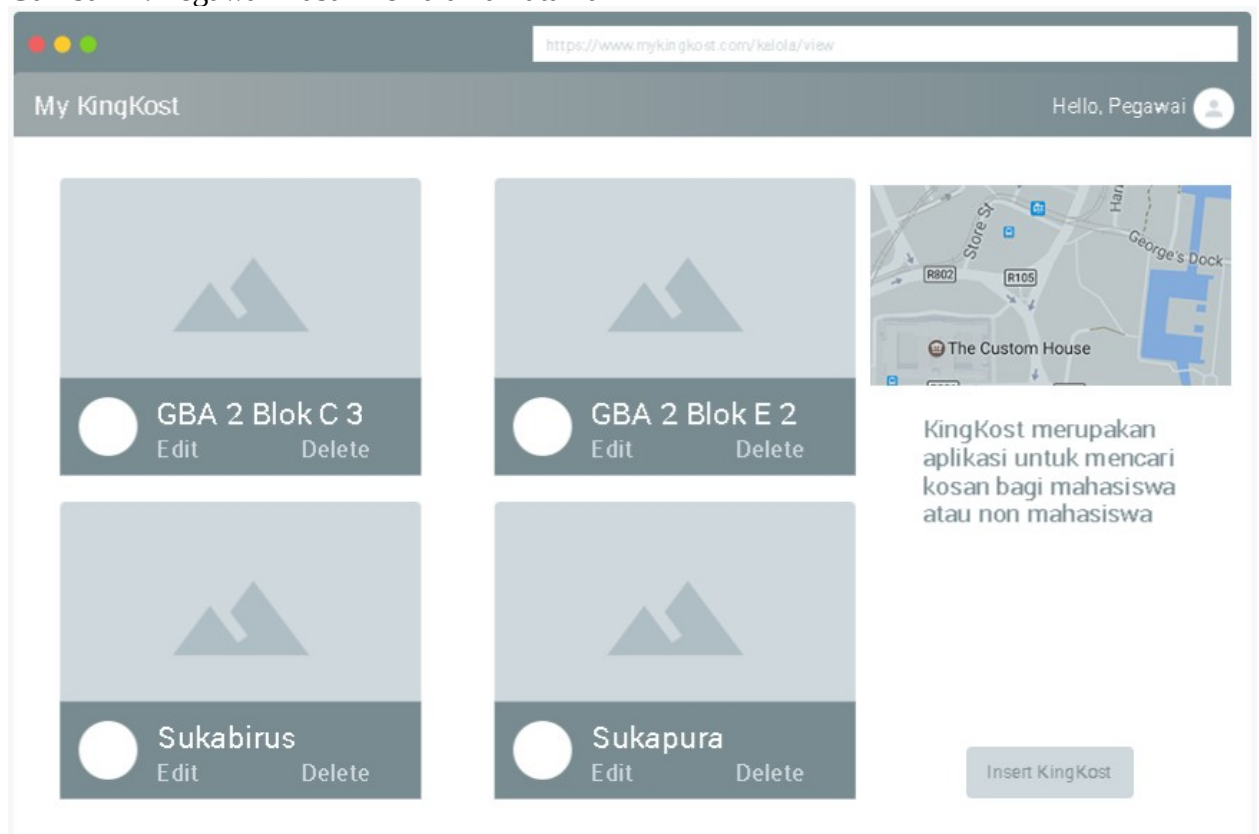 https://www.mykingkost.com/kelola/view
My KingKost
Hello, Pegawai
GBA 2 Blok C 3
Edit Delete
GBA 2 Blok E 2
Edit Delete
Store St
George's Dock
R802
R105
The Custom House
KingKost merupakan
aplikasi untuk mencari
kosan bagi mahasiswa
atau non mahasiswa
Sukabirus
Edit Delete
Sukapura
Edit Delete
Insert KingKost